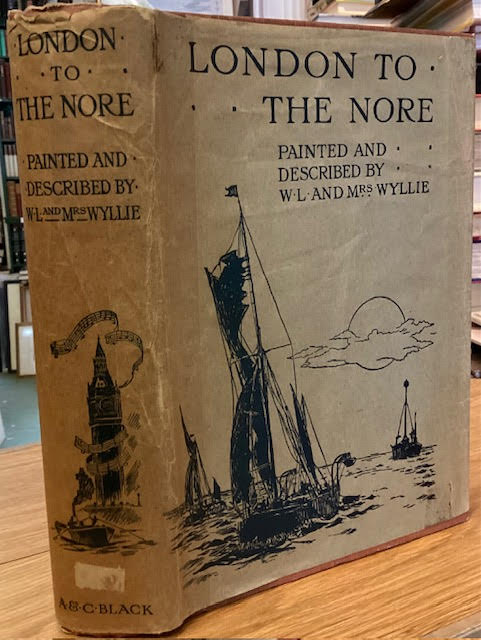 LONDON
· TO ·
THE NORE
· PAINTED AND ·
· DESCRIBED BY ·
W·L·AND MRS WYLLIE
A·&·C·BLACK
LONDON TO ·
· · THE NORE
PAINTED AND · ·
DESCRIBED BY · ·
W·L·AND MRS WYLLIE